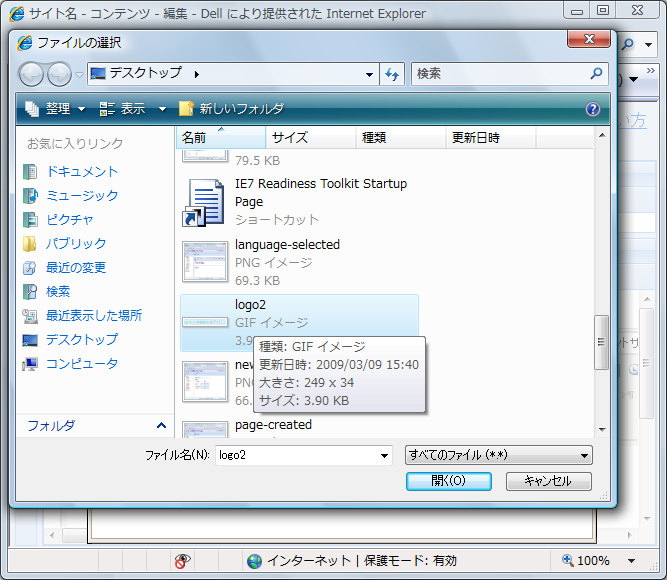 サイト名 - コンテンツ - 編集 - Dell により提供された Internet Explorer
ファイルの選択
デスクトップ
検索
整理
表示
新しいフォルダ
い方
お気に入りリンク
ドキュメント
ミュージック
ピクチャ
パブリック
最近の変更
検索
最近表示した場所
デスクトップ
コンピュータ
フォルダ
名前 サイズ 種類 更新日時
79.5 KB
IE7 Readiness Toolkit Startup
Page
ショートカット
language-selected
PNG イメージ
69.3 KB
logo2
GIF イメージ
3.9
種類: GIF イメージ
更新日時: 2009/03/09 15:40
大きさ: 249 x 34
サイズ: 3.90 KB
new
PNG
66.
page-created
ファイル名(N): logo2
すべてのファイル (*.*)
開く(O)
キャンセル
インターネット | 保護モード: 有効
100%